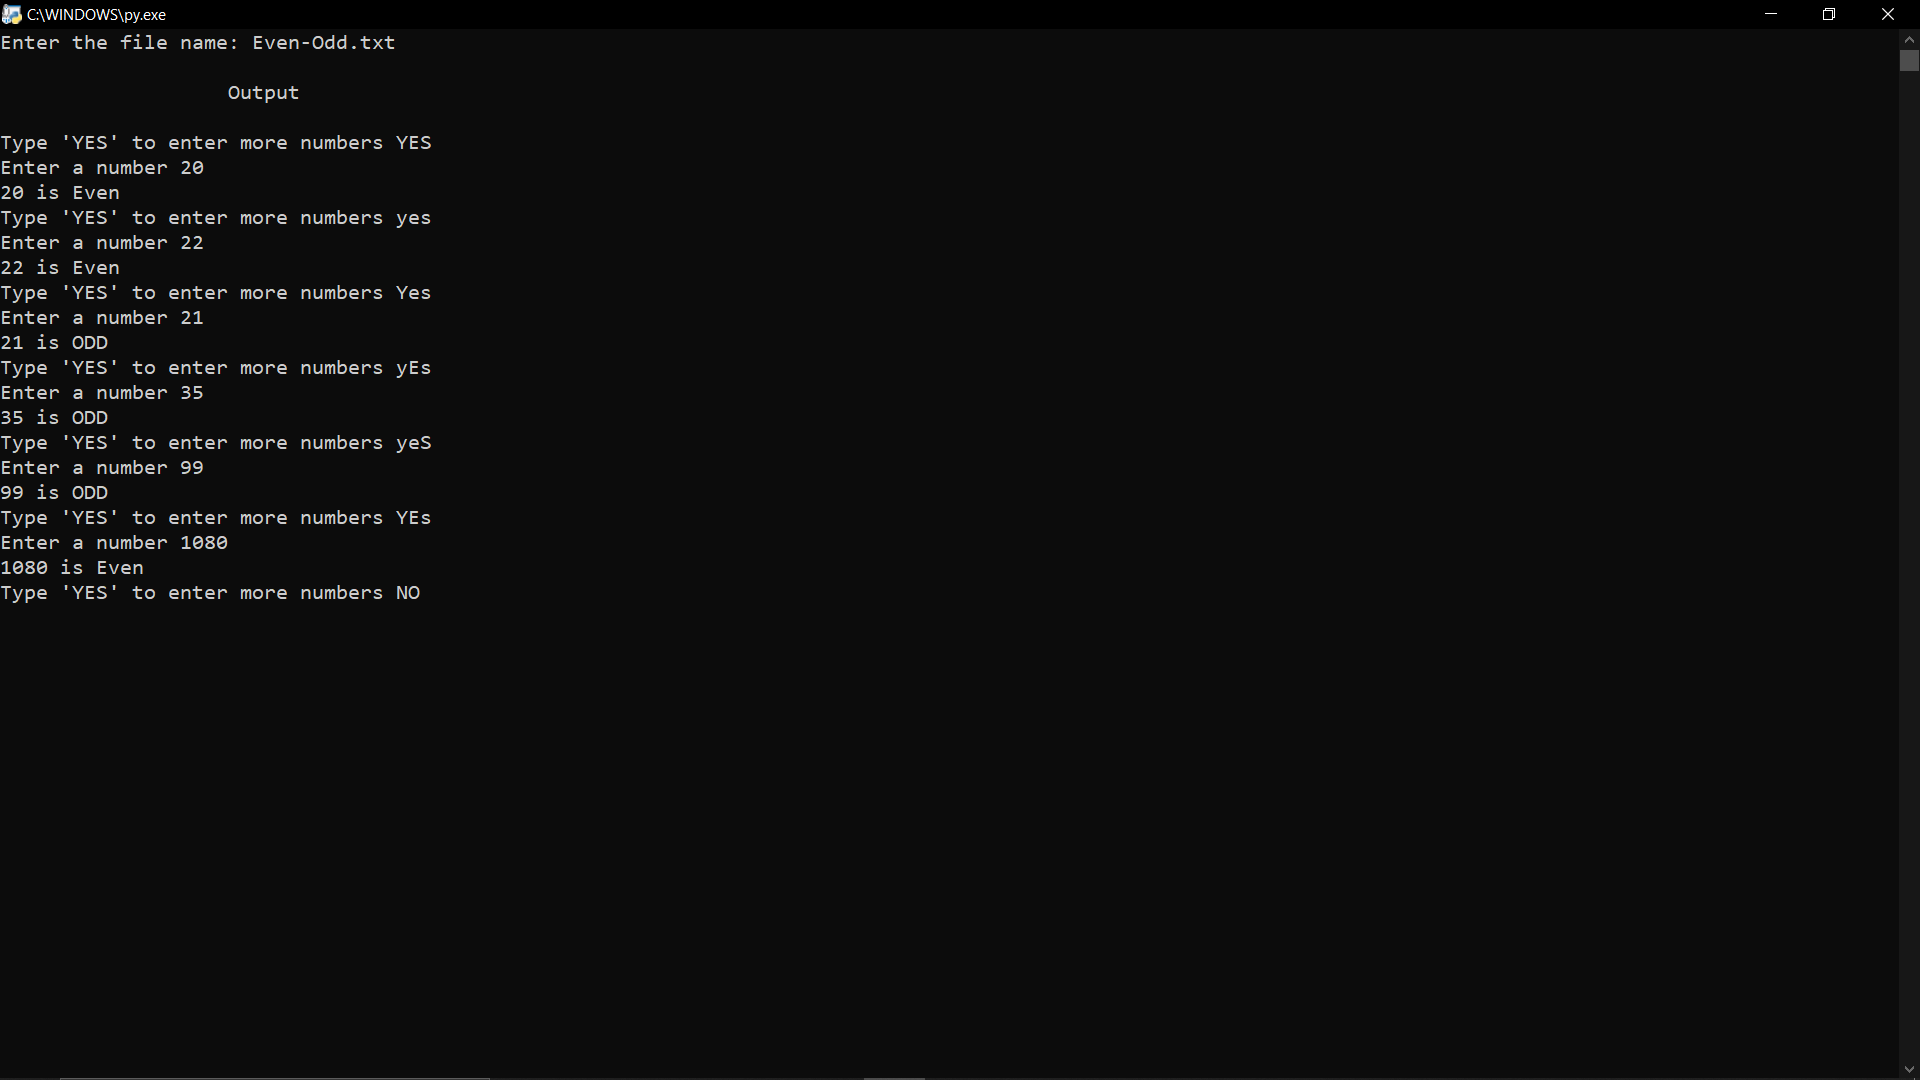 C:\WINDOWS\py.exe
Enter the file name: Even-Odd.txt
Output
Type 'YES' to enter more numbers YES
Enter a number 20
20 is Even
Type 'YES' to enter more numbers yes
Enter a number 22
22 is Even
Type 'YES' to enter more numbers Yes
Enter a number 21
21 is ODD
Type 'YES' to enter more numbers yEs
Enter a number 35
35 is ODD
Type 'YES' to enter more numbers yeS
Enter a number 99
99 is ODD
Type 'YES' to enter more numbers YEs
Enter a number 1080
1080 is Even
Type 'YES' to enter more numbers NO